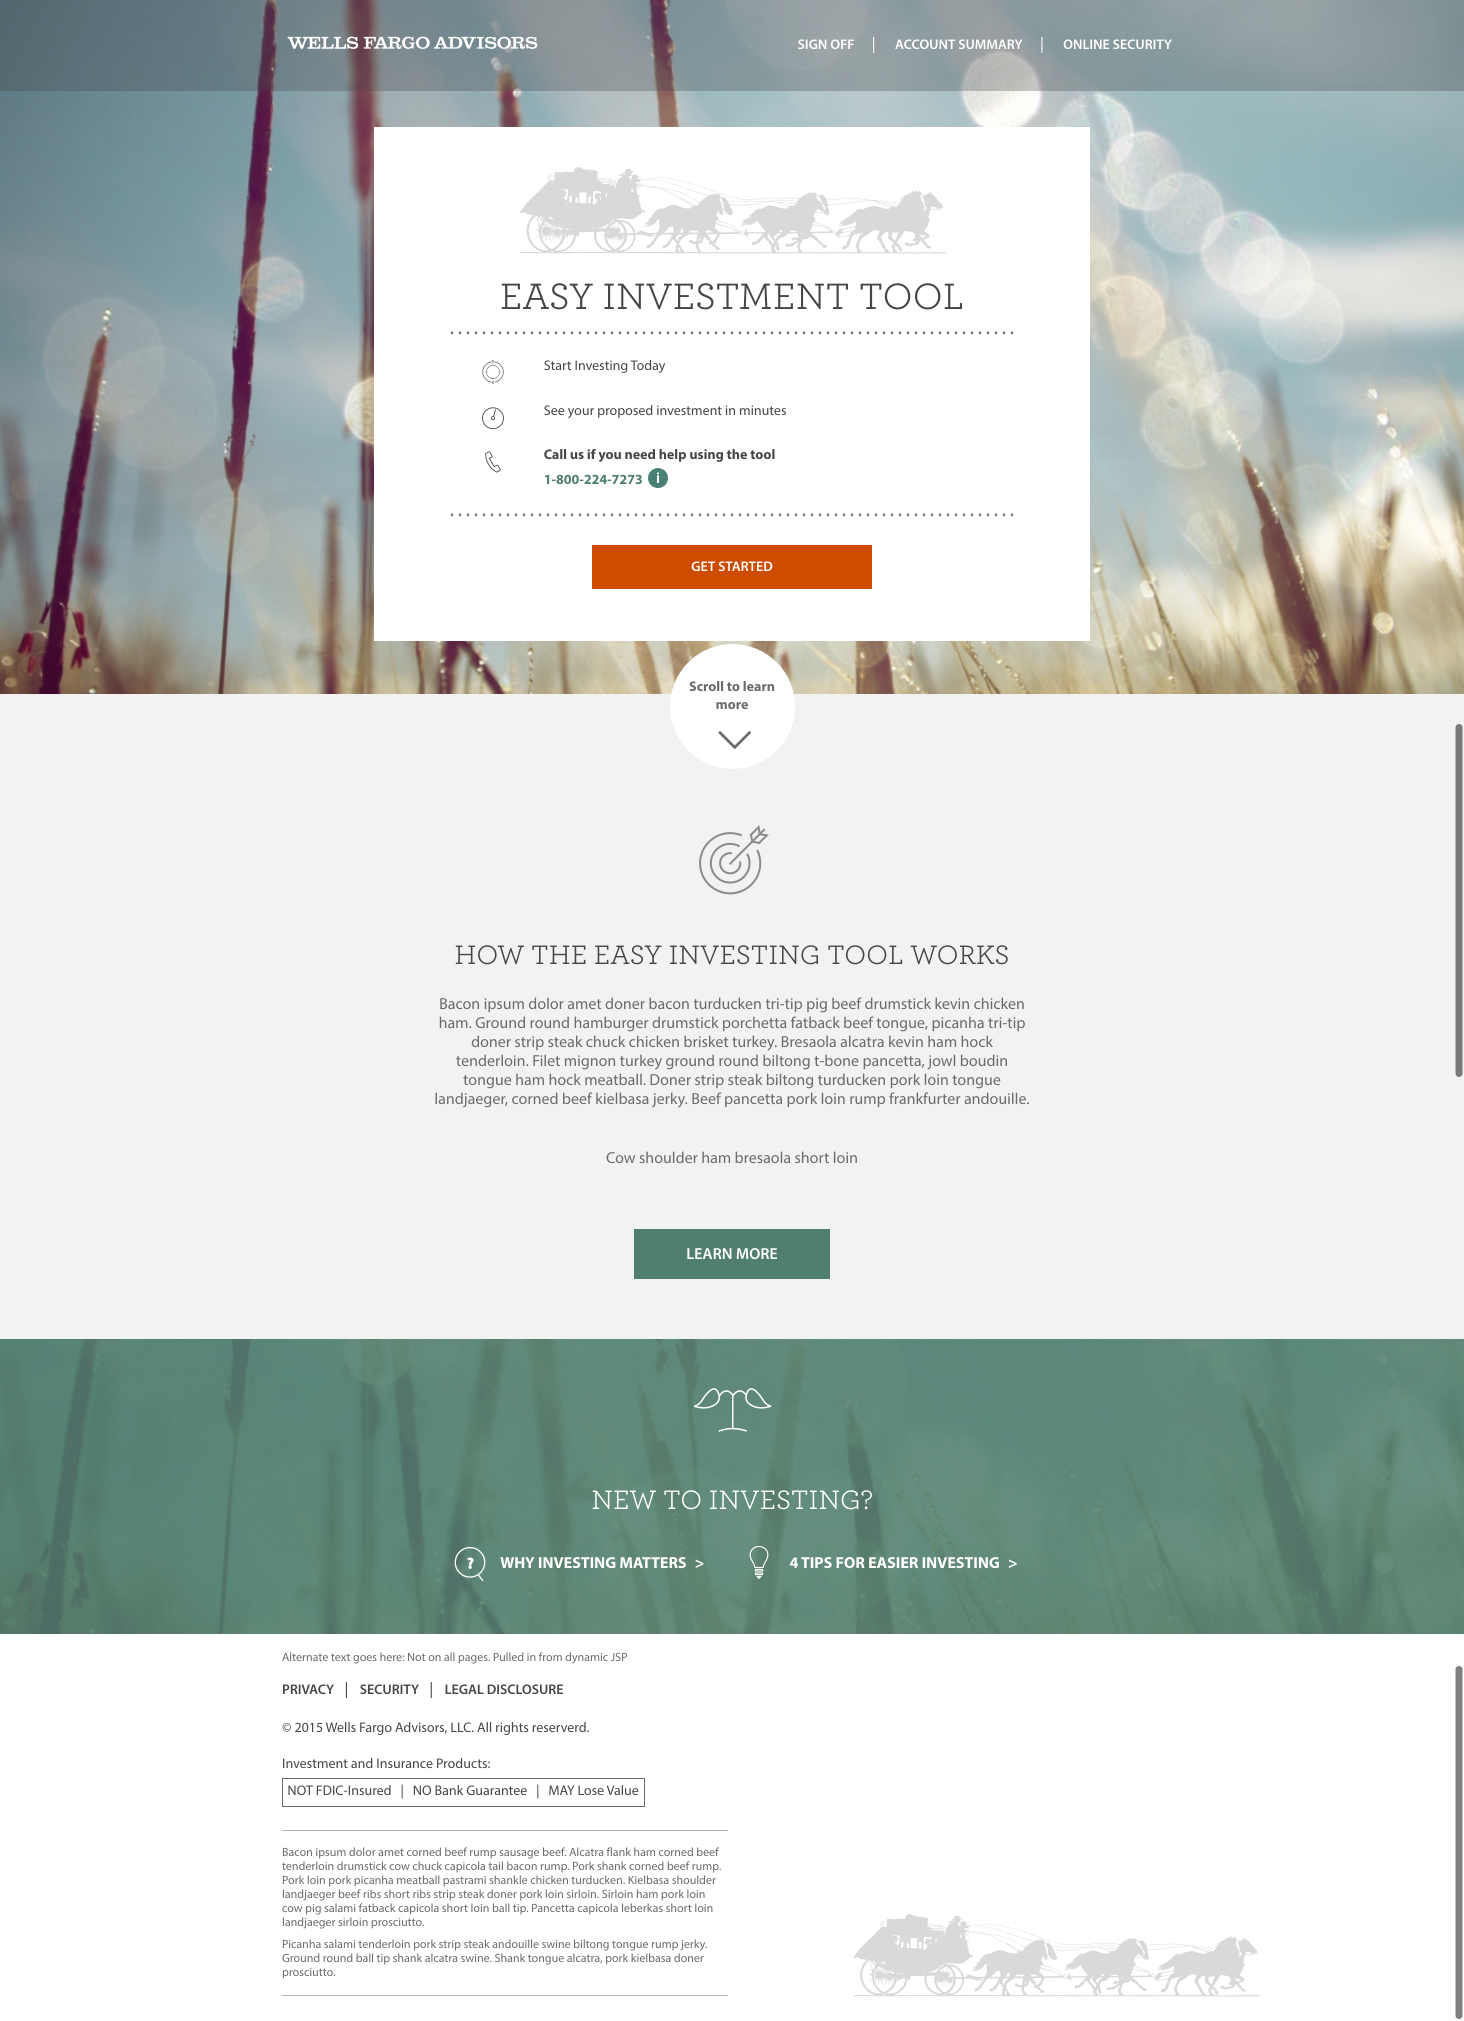 WELLS FARGO ADVISORS
SIGN OFF | ACCOUNT SUMMARY | ONLINE SECURITY
EASY INVESTMENT TOOL
Start Investing Today
See your proposed investment in minutes
Call us if you need help using the tool
1-800-224-7273 i
GET STARTED
Scroll to learn
more
HOW THE EASY INVESTING TOOL WORKS
Bacon ipsum dolor amet doner bacon turducken tri-tip pig beef drumstick kevin chicken
ham. Ground round hamburger drumstick porchetta fatback beef tongue, picanha tri-tip
doner strip steak chuck chicken brisket turkey. Bresaola alcatra kevin ham hock
tenderloin. Filet mignon turkey ground round biltong t-bone pancetta, jowl boudin
tongue ham hock meatball. Doner strip steak biltong turducken pork loin tongue
landjaeger, corned beef kielbasa jerky. Beef pancetta pork loin rump frankfurter andouille.
Cow shoulder ham bresaola short loin
LEARN MORE
NEW TO INVESTING?
? WHY INVESTING MATTERS >
4 TIPS FOR EASIER INVESTING >
Alternate text goes here: Not on all pages. Pulled in from dynamic JSP
PRIVACY | SECURITY | LEGAL DISCLOSURE
© 2015 Wells Fargo Advisors, LLC. All rights reserverd.
Investment and Insurance Products:
NOT FDIC-Insured | NO Bank Guarantee | MAY Lose Value
Bacon ipsum dolor amet corned beef rump sausage beef. Alcatra flank ham corned beef
tenderloin drumstick cow chuck capicola tail bacon rump. Pork shank corned beef rump.
Pork loin pork picanha meatball pastrami shankle chicken turducken. Kielbasa shoulder
landjaeger beef ribs short ribs strip steak doner pork loin sirloin. Sirloin ham pork loin
cow pig salami fatback capicola short loin ball tip. Pancetta capicola leberkas short loin
landjaeger sirloin prosciutto.
Picanha salami tenderloin pork strip steak andouille swine biltong tongue rump jerky.
Ground round ball tip shank alcatra swine. Shank tongue alcatra, pork kielbasa doner
prosciutto.